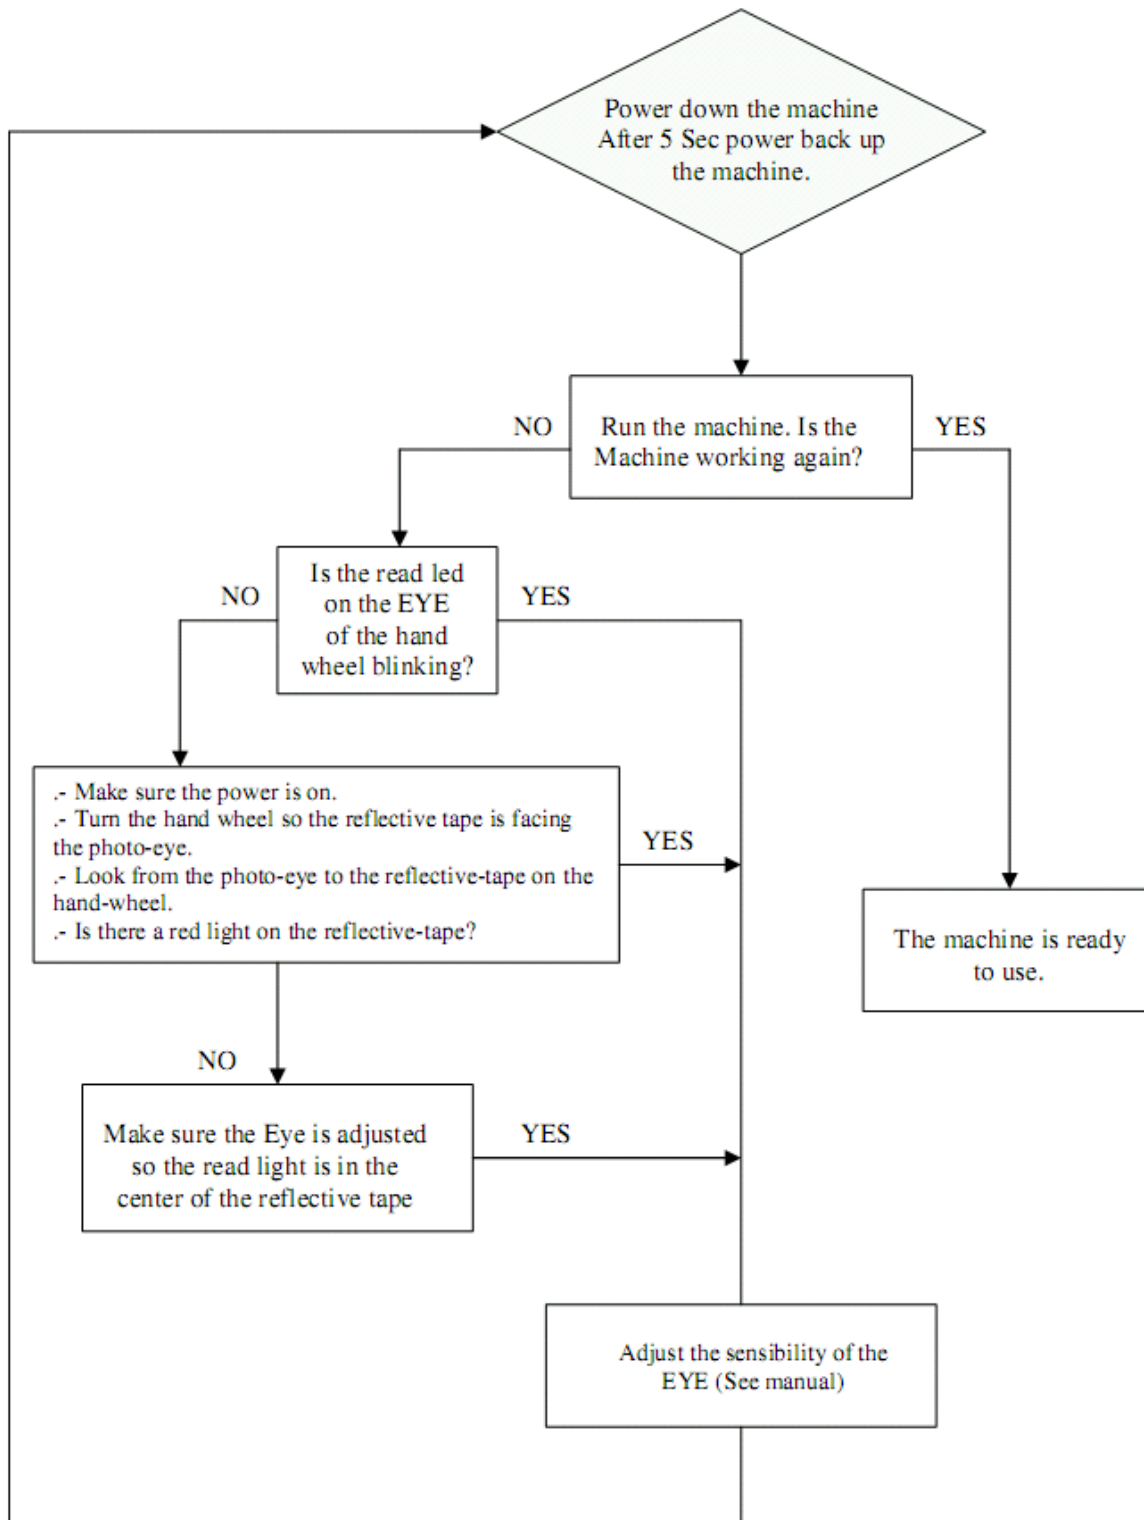 Power down the machine
After 5 Sec power back up
the machine.
NO
Run the machine. Is the
Machine working again?
YES
NO
Is the read led
on the EYE
of the hand
wheel blinking?
YES
.- Make sure the power is on.
.- Turn the hand wheel so the reflective tape is facing
the photo-eye.
.- Look from the photo-eye to the reflective-tape on the
hand-wheel.
.- Is there a red light on the reflective-tape?
YES
The machine is ready
to use.
NO
Make sure the Eye is adjusted
so the read light is in the
center of the reflective tape
YES
Adjust the sensibility of the
EYE (See manual)